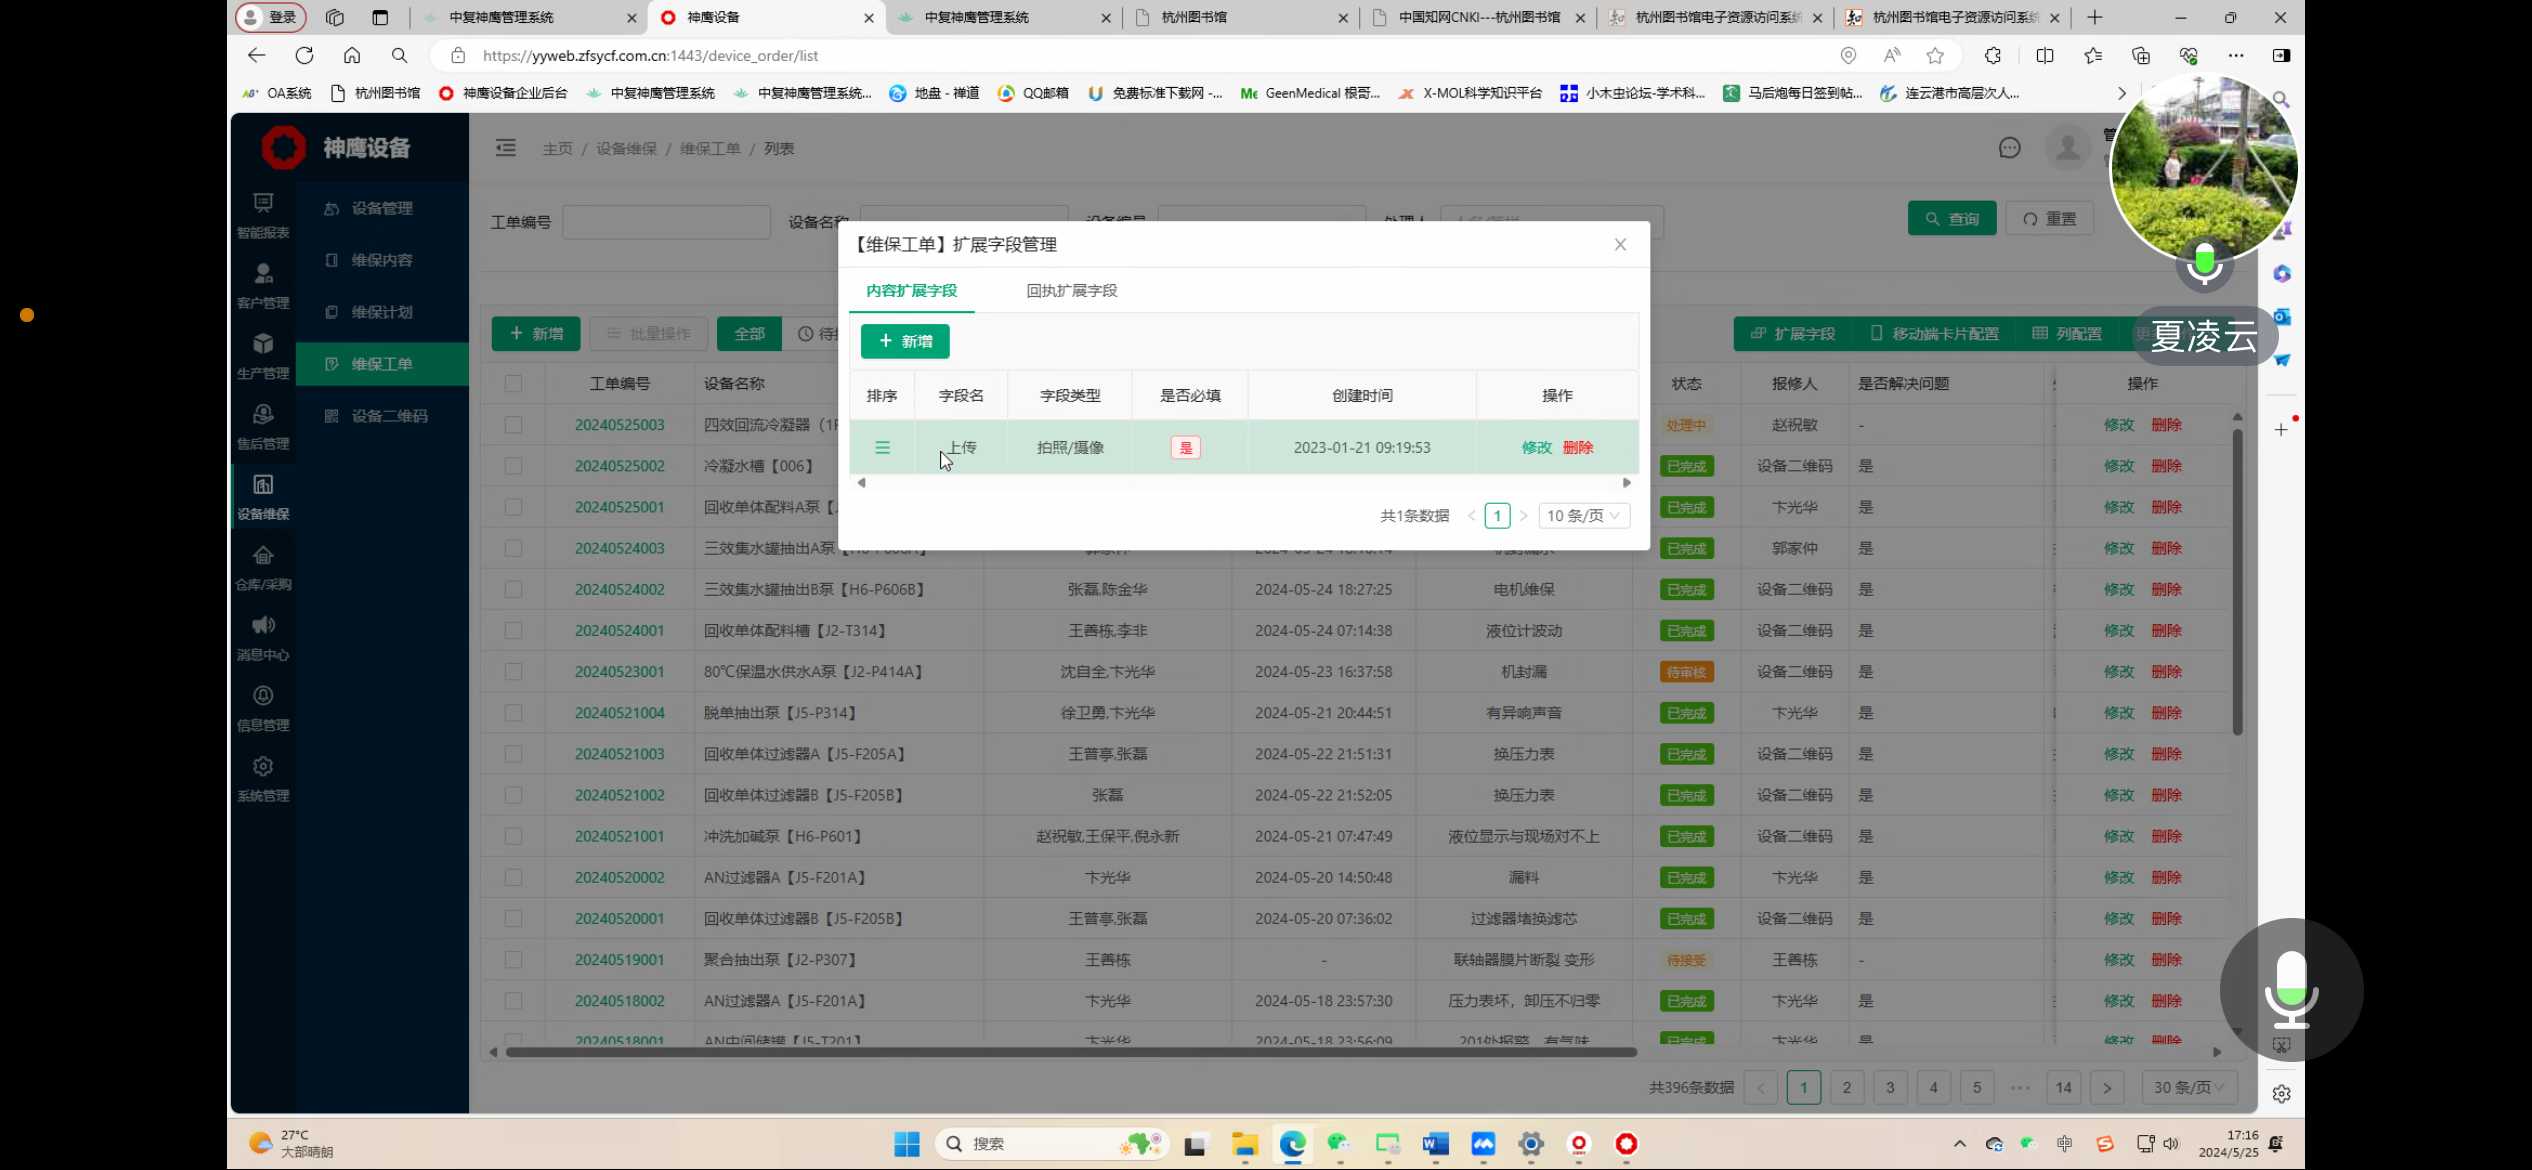 登录
中复神鹰管理系统
神鹰设备
中复神鹰管理系统
杭州图书馆
中国知网CNKI---杭州图书馆
杭州图书馆电子资源访问系统
杭州图书馆电子资源访问系统
https://yyweb.zfsycf.com.cn:1443/device_order/list
OA系统
杭州图书馆
神鹰设备企业后台
中复神鹰管理系统
中复神鹰管理系统...
地盘 - 禅道
QQ邮箱
免费标准下载网 -...
GeenMedical 根哥...
X-MOL科学知识平台
小木虫论坛-学术科...
马后炮每日签到帖...
连云港市高层次人...
神鹰设备
主页 / 设备维保 / 维保工单 / 列表
智能报表
客户管理
生产管理
售后管理
设备维保
仓库/采购
消息中心
信息管理
系统管理
设备管理
维保内容
维保计划
维保工单
设备二维码
工单编号
设备名称
查询
重置
夏凌云
新增
批量操作
全部
扩展字段
移动端卡片配置
列配置
【维保工单】扩展字段管理
内容扩展字段
回执扩展字段
新增
排序 字段名 字段类型 是否必填 创建时间 操作
上传 拍照/摄像 是 2023-01-21 09:19:53 修改 删除
共1条数据 1 10 条/页
工单编号 设备名称 状态 报修人 是否解决问题 操作
20240525003 四效回流冷凝器 处理中 赵祝敏 - 修改 删除
20240525002 冷凝水槽【006】 已完成 设备二维码 是 修改 删除
20240525001 回收单体配料A泵 已完成 卞光华 是 修改 删除
20240524003 三效集水罐抽出A泵 已完成 郭家仲 是 修改 删除
20240524002 三效集水罐抽出B泵【H6-P606B】 张磊,陈金华 2024-05-24 18:27:25 电机维保 已完成 设备二维码 是 修改 删除
20240524001 回收单体配料槽【J2-T314】 王善栋,李非 2024-05-24 07:14:38 液位计波动 已完成 设备二维码 是 修改 删除
20240523001 80℃保温水供水A泵【J2-P414A】 沈自全,卞光华 2024-05-23 16:37:58 机封漏 待审核 设备二维码 是 修改 删除
20240521004 脱单抽出泵【J5-P314】 徐卫勇,卞光华 2024-05-21 20:44:51 有异响声音 已完成 卞光华 是 修改 删除
20240521003 回收单体过滤器A【J5-F205A】 王普亭,张磊 2024-05-22 21:51:31 换压力表 已完成 设备二维码 是 修改 删除
20240521002 回收单体过滤器B【J5-F205B】 张磊 2024-05-22 21:52:05 换压力表 已完成 设备二维码 是 修改 删除
20240521001 冲洗加碱泵【H6-P601】 赵祝敏,王保平,倪永新 2024-05-21 07:47:49 液位显示与现场对不上 已完成 设备二维码 是 修改 删除
20240520002 AN过滤器A【J5-F201A】 卞光华 2024-05-20 14:50:48 漏料 已完成 卞光华 是 修改 删除
20240520001 回收单体过滤器B【J5-F205B】 王普亭,张磊 2024-05-20 07:36:02 过滤器堵换滤芯 已完成 设备二维码 是 修改 删除
20240519001 聚合抽出泵【J2-P307】 王善栋 - 联轴器膜片断裂 变形 待接受 王善栋 - 修改 删除
20240518002 AN过滤器A【J5-F201A】 卞光华 2024-05-18 23:57:30 压力表坏，卸压不归零 已完成 卞光华 是 修改 删除
20240518001 AN中间储罐【J5-T201】 卞光华 2024-05-18 23:56:09 201处报警，有气味 已完成 卞光华 是 修改 删除
共396条数据 1 2 3 4 5 ••• 14 30 条/页
27°C
大部晴朗
搜索
中
17:16
2024/5/25